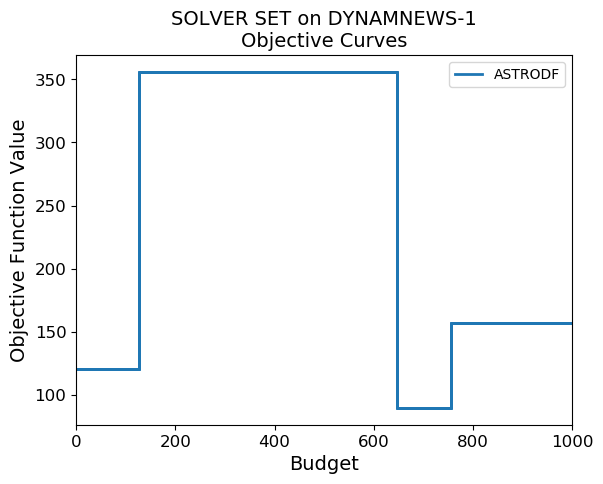 SOLVER SET on DYNAMNEWS-1
Objective Curves
ASTRODF
Objective Function Value
350
300
250
200
150
100
0 200 400 600 800 1000
Budget